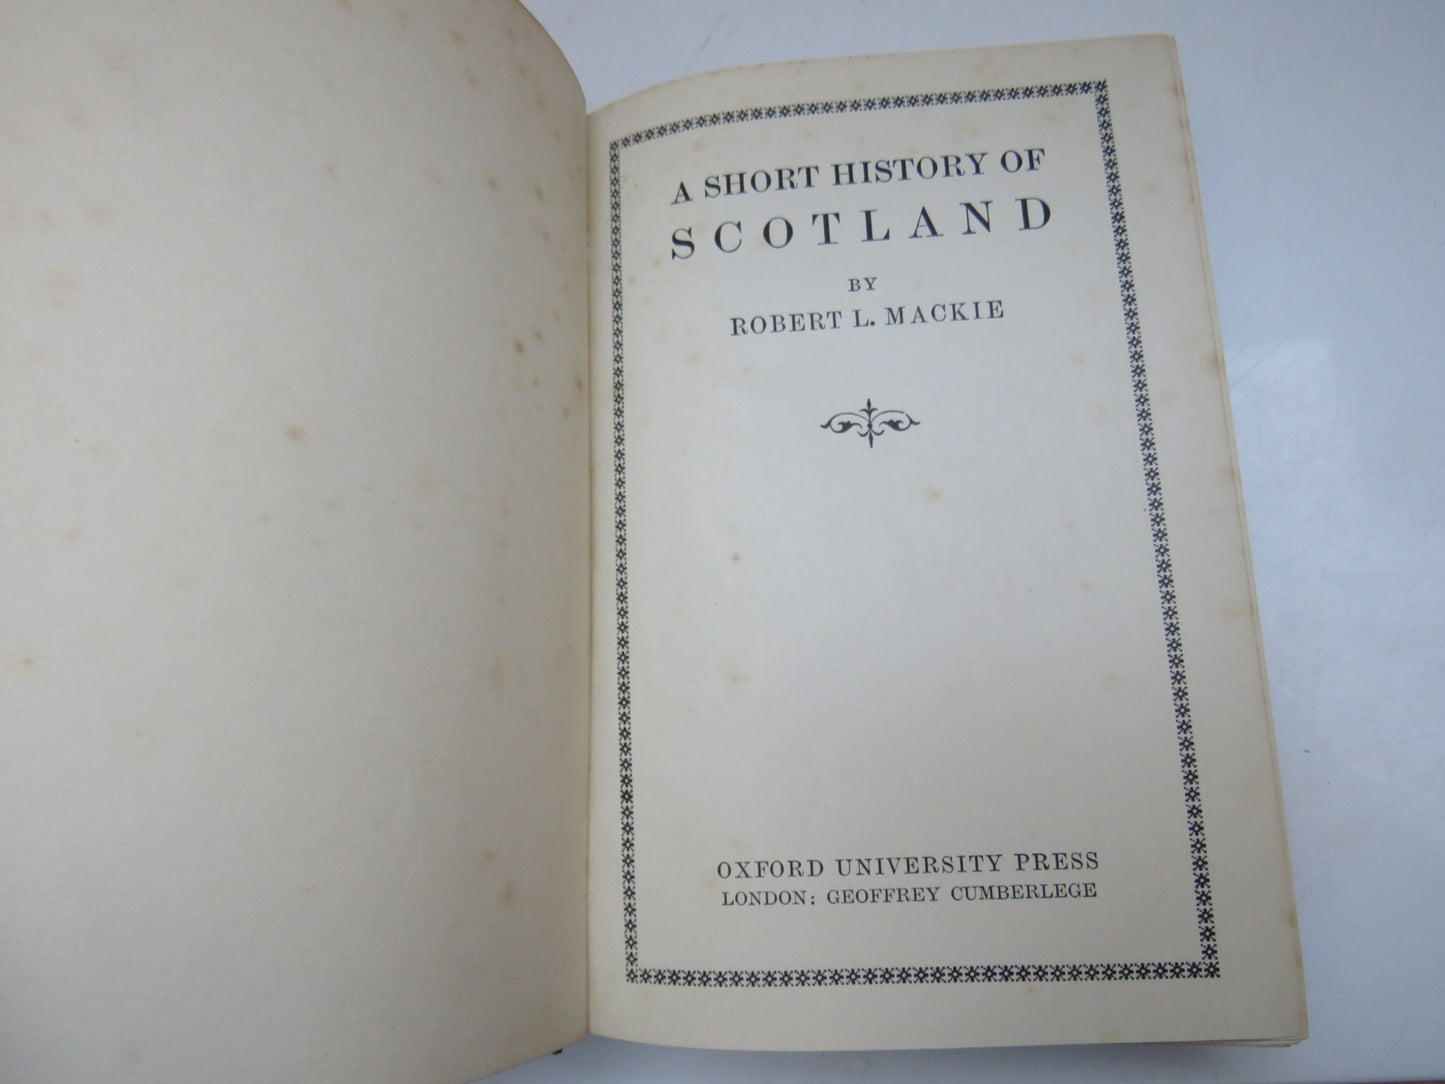 A SHORT HISTORY OF
SCOTLAND
BY
ROBERT L. MACKIE
OXFORD UNIVERSITY PRESS
LONDON: GEOFFREY CUMBERLEGE